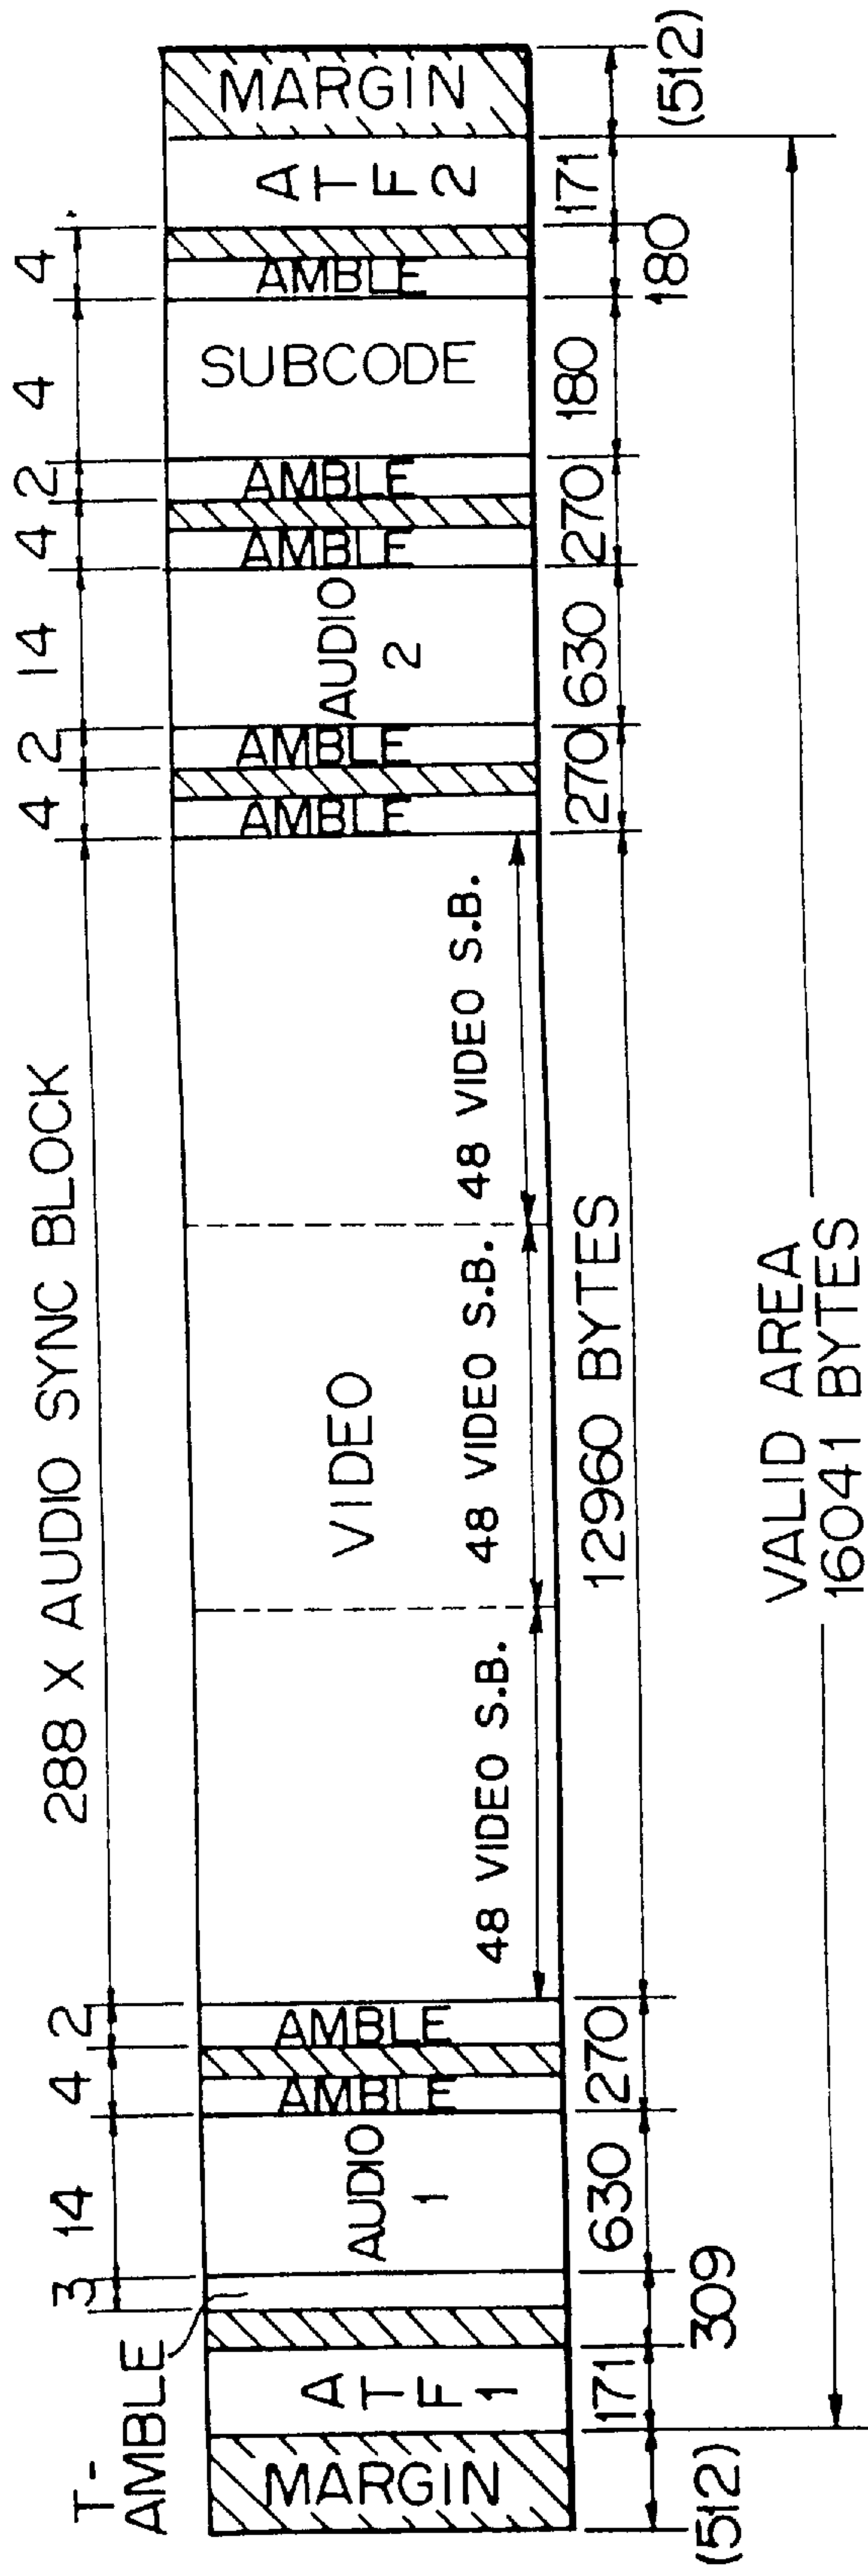 288 X AUDIO SYNC BLOCK
T-
AMBLE
3
14
4
2
4
2
14
4
2
4
4
MARGIN
ATF 1
AUDIO
1
AMBLE
AMBLE
VIDEO
48 VIDEO S.B.
48 VIDEO S.B.
48 VIDEO S.B.
AMBLE
AMBLE
AUDIO
2
AMBLE
AMBLE
SUBCODE
AMBLE
ATF2
MARGIN
(512)
171
309
630
270
12960 BYTES
270
630
270
180
180
171
(512)
VALID AREA
16041 BYTES